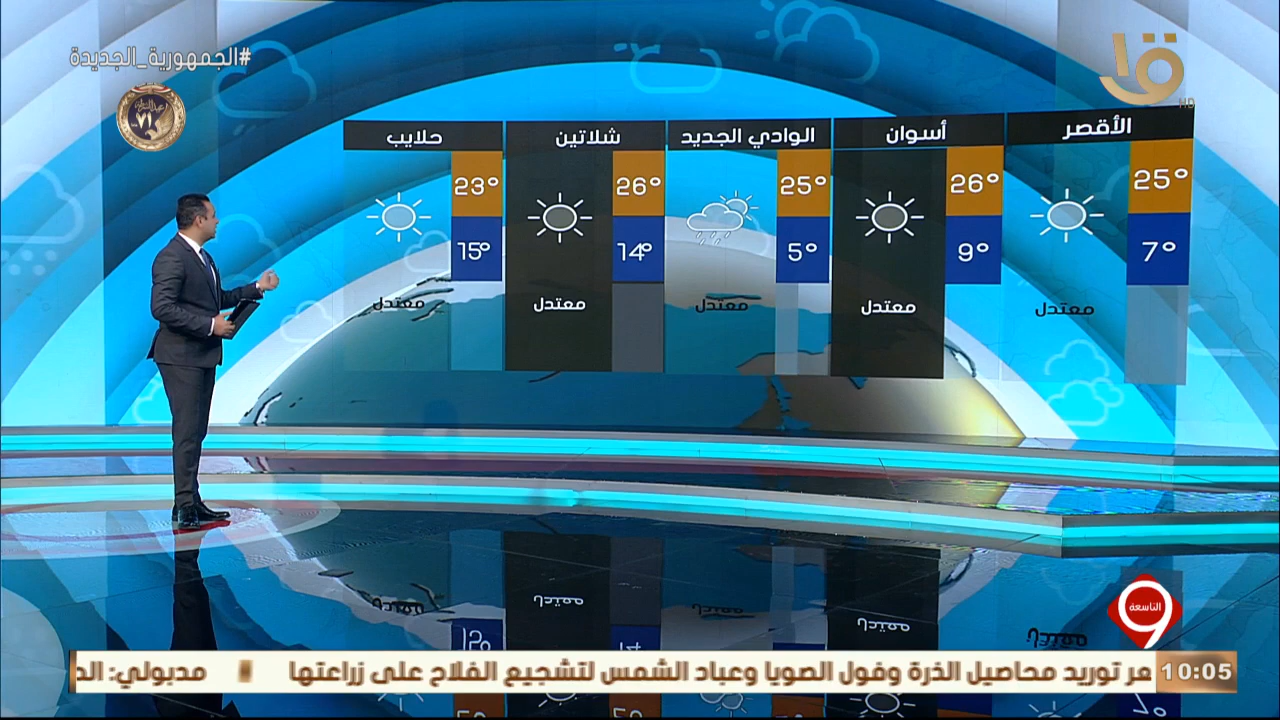 #الجمهورية_الجديدة
HD
الأقصر
25°
7°
معتدل
أسوان
26°
9°
معتدل
الوادي الجديد
25°
5°
معتدل
شلاتين
26°
14°
معتدل
حلايب
23°
15°
معتدل
التاسعة
9
10:05
عر توريد محاصيل الذرة وفول الصويا وعباد الشمس لتشجيع الفلاح على زراعتها
مدبولي: الد